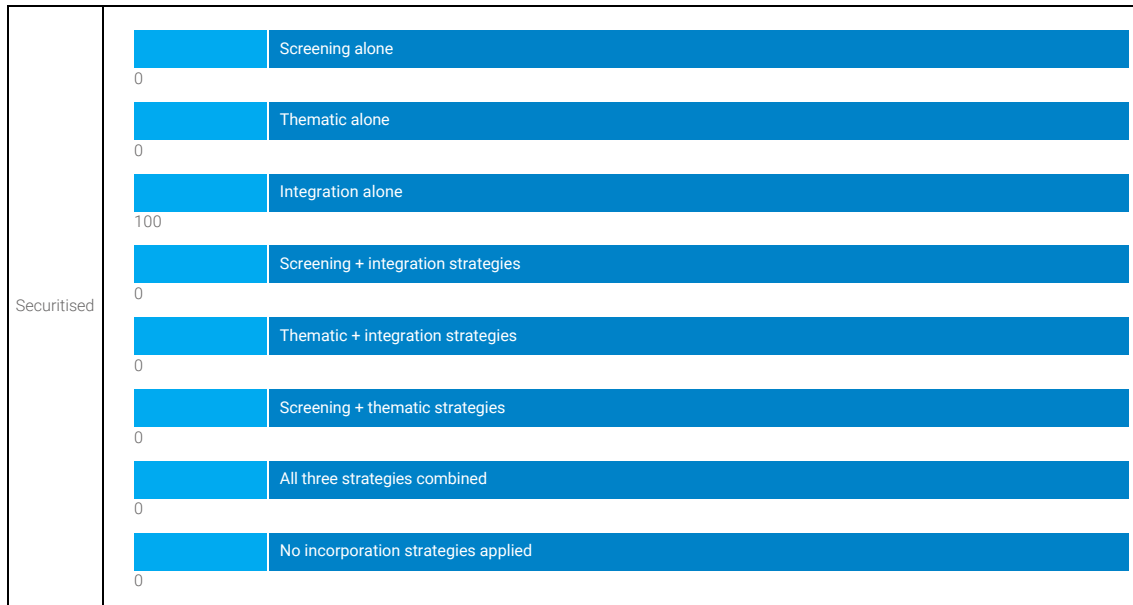 Screening alone
0
Thematic alone
0
Integration alone
100
Screening + integration strategies
0
Securitised
Thematic + integration strategies
0
Screening + thematic strategies
0
All three strategies combined
0
No incorporation strategies applied
0